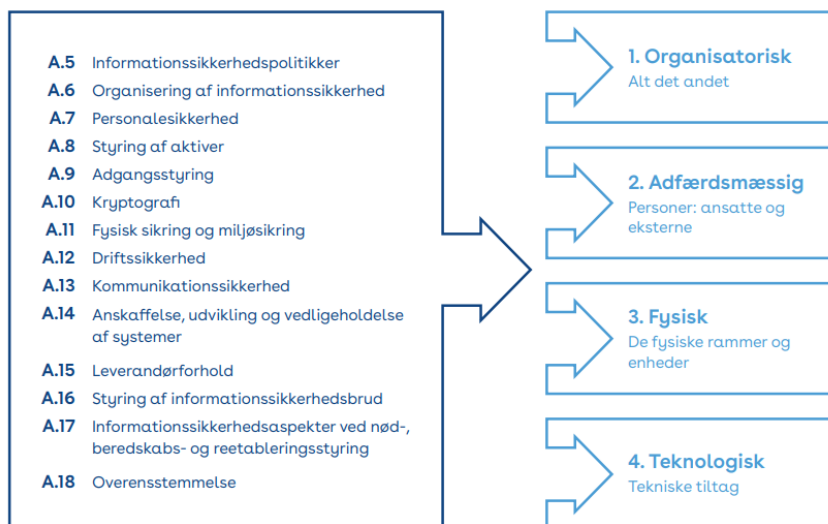 A.5 Informationssikkerhedspolitikker
A.6 Organisering af informationssikkerhed
A.7 Personalesikkerhed
A.8 Styring af aktiver
A.9 Adgangsstyring
A.10 Kryptografi
A.11 Fysisk sikring og miljøsikring
A.12 Driftssikkerhed
A.13 Kommunikationssikkerhed
A.14 Anskaffelse, udvikling og vedligeholdelse
af systemer
A.15 Leverandørforhold
A.16 Styring af informationssikkerhedsbrud
A.17 Informationssikkerhedsaspekter ved nød-,
beredskabs- og reetableringsstyring
A.18 Overensstemmelse
1. Organisatorisk
Alt det andet
2. Adfærdsmæssig
Personer: ansatte og
eksterne
3. Fysisk
De fysiske rammer og
enheder
4. Teknologisk
Tekniske tiltag